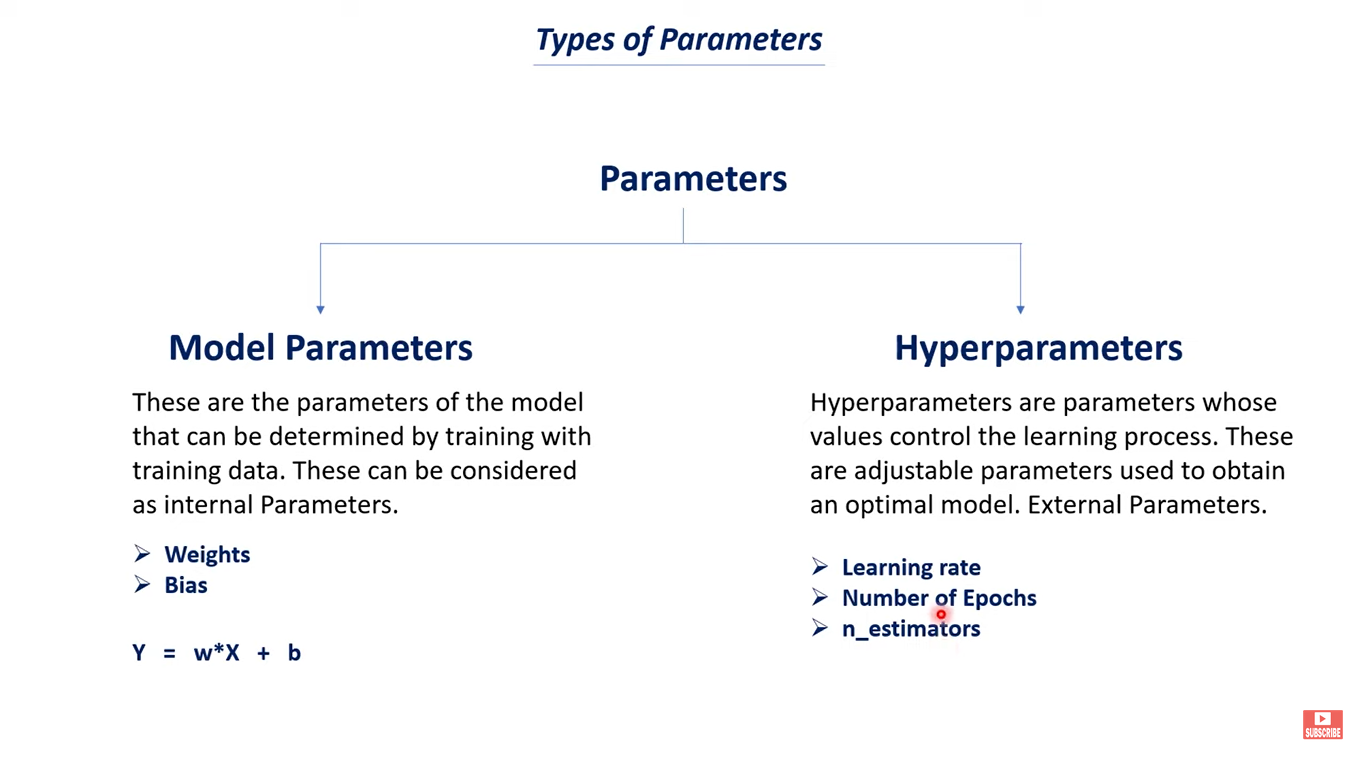 Types of Parameters
Parameters
Model Parameters
These are the parameters of the model
that can be determined by training with
training data. These can be considered
as internal Parameters.
➢ Weights
➢ Bias
Y = w*X + b
Hyperparameters
Hyperparameters are parameters whose
values control the learning process. These
are adjustable parameters used to obtain
an optimal model. External Parameters.
➢ Learning rate
➢ Number of Epochs
➢ n_estimators
SUBSCRIBE